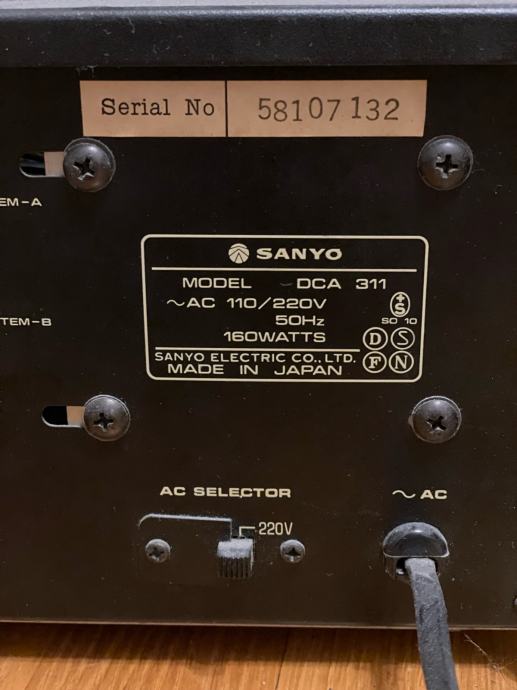 Serial No 58107132
EM-A
SANYO
MODEL DCA 311
~AC 110/220V
50Hz
160WATTS
S
SO 10
TEM-B
D S
F N
SANYO ELECTRIC CO., LTD.
MADE IN JAPAN
AC SELECTOR
~ AC
220V